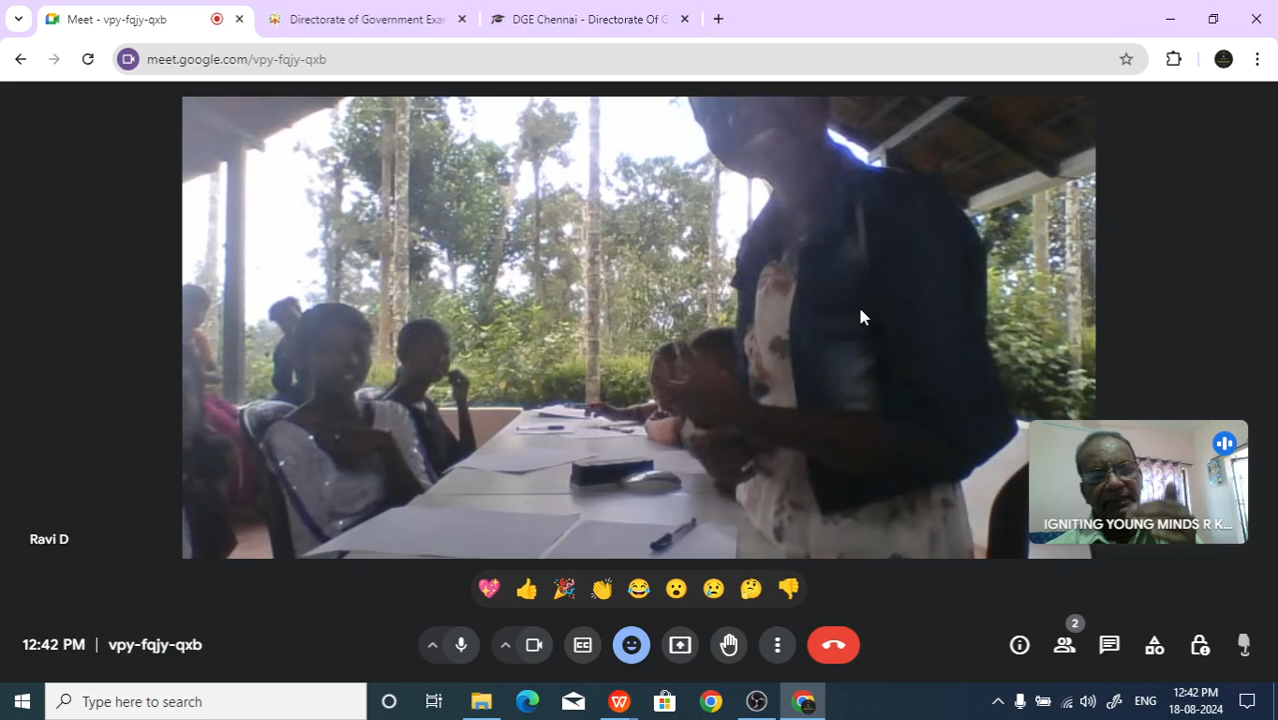 Meet - vpy-fqjy-qxb
Directorate of Government Exa
DGE Chennai - Directorate Of G
meet.google.com/vpy-fqjy-qxb
IGNITING YOUNG MINDS R K...
Ravi D
12:42 PM | vpy-fqjy-qxb
2
Type here to search
ENG
12:42 PM
18-08-2024